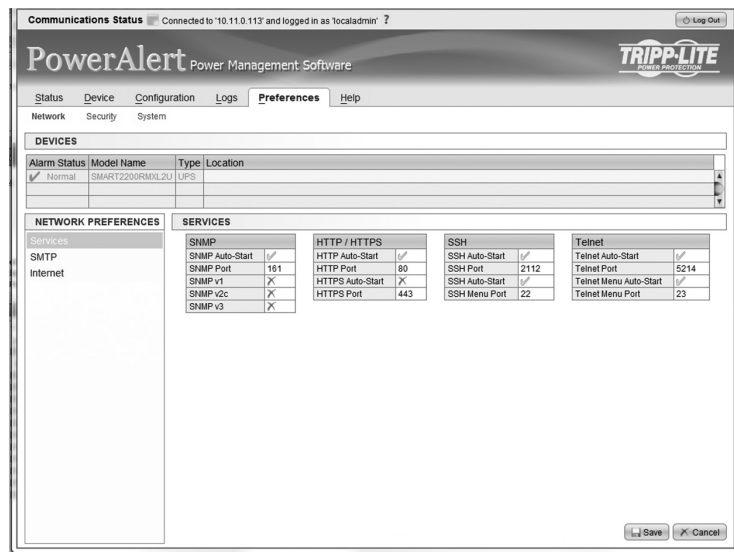 Communications Status Connected to '10.11.0.113' and logged in as 'localadmin' ? Log Out
PowerAlert Power Management Software
TRIPP·LITE
POWER PROTECTION
Status Device Configuration Logs Preferences Help
Network Security System
DEVICES
Alarm Status Model Name Type Location
Normal SMART2200RMXL2U UPS
NETWORK PREFERENCES
Services
SMTP
Internet
SERVICES
SNMP
SNMP Auto-Start
SNMP Port 161
SNMP v1
SNMP v2c
SNMP v3
HTTP / HTTPS
HTTP Auto-Start
HTTP Port 80
HTTPS Auto-Start
HTTPS Port 443
SSH
SSH Auto-Start
SSH Port 2112
SSH Auto-Start
SSH Menu Port 22
Telnet
Telnet Auto-Start
Telnet Port 5214
Telnet Menu Auto-Start
Telnet Menu Port 23
Save Cancel